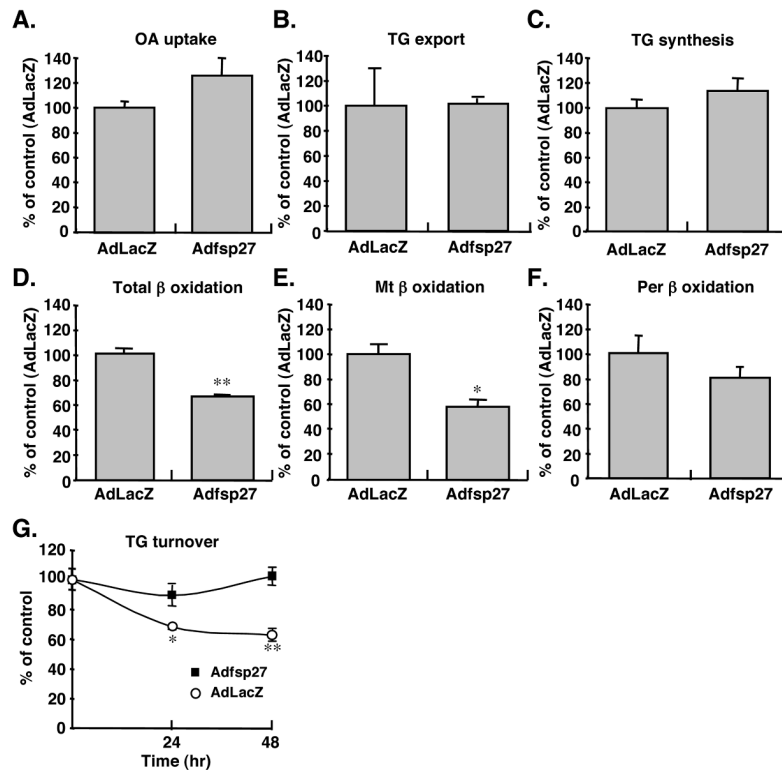 A.
OA uptake
% of control (AdLacZ)
140
120
100
80
60
40
20
0
AdLacZ
Adfsp27
B.
TG export
% of control (AdLacZ)
140
120
100
80
60
40
20
0
AdLacZ
Adfsp27
C.
TG synthesis
% of control (AdLacZ)
140
120
100
80
60
40
20
0
AdLacZ
Adfsp27
D.
Total β oxidation
% of control (AdLacZ)
140
120
100
80
60
40
20
0
**
AdLacZ
Adfsp27
E.
Mt β oxidation
% of control (AdLacZ)
140
120
100
80
60
40
20
0
*
AdLacZ
Adfsp27
F.
Per β oxidation
% of control (AdLacZ)
140
120
100
80
60
40
20
0
AdLacZ
Adfsp27
G.
TG turnover
% of control
120
100
80
60
40
20
0
*
**
Adfsp27
AdLacZ
24
48
Time (hr)